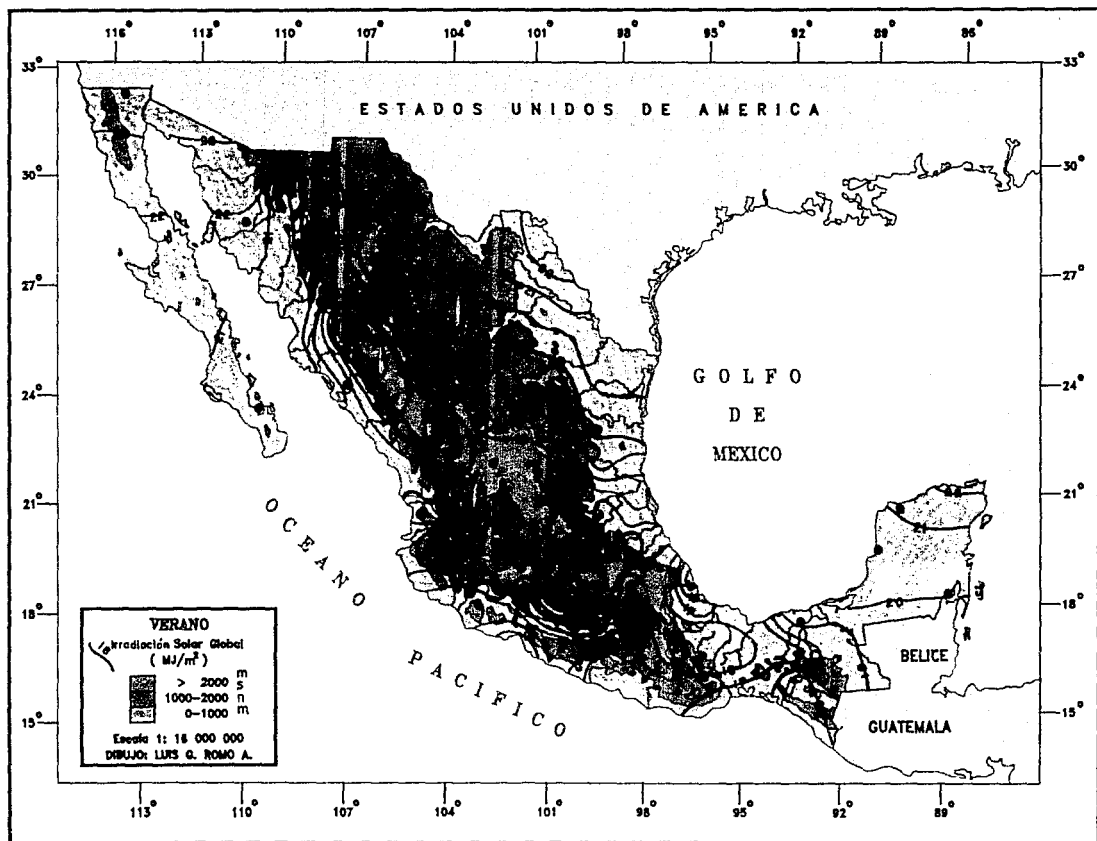 116° 113° 110° 107° 104° 101° 98° 95° 92° 89° 86°
33° 33°
ESTADOS UNIDOS DE AMERICA
30° 30°
27° 27°
GOLFO
DE
MEXICO
24° 24°
21° 21°
21
20
18° 18°
OCEANO PACIFICO
BELICE
GUATEMALA
15° 15°
VERANO
Irradiación Solar Global
(MJ/m²)
> 2000
1000-2000
0-1000
m s n m
Escala 1: 16 000 000
DIBUJO: LUIS G. ROMO A.
113° 110° 107° 104° 101° 98° 95° 92° 89°